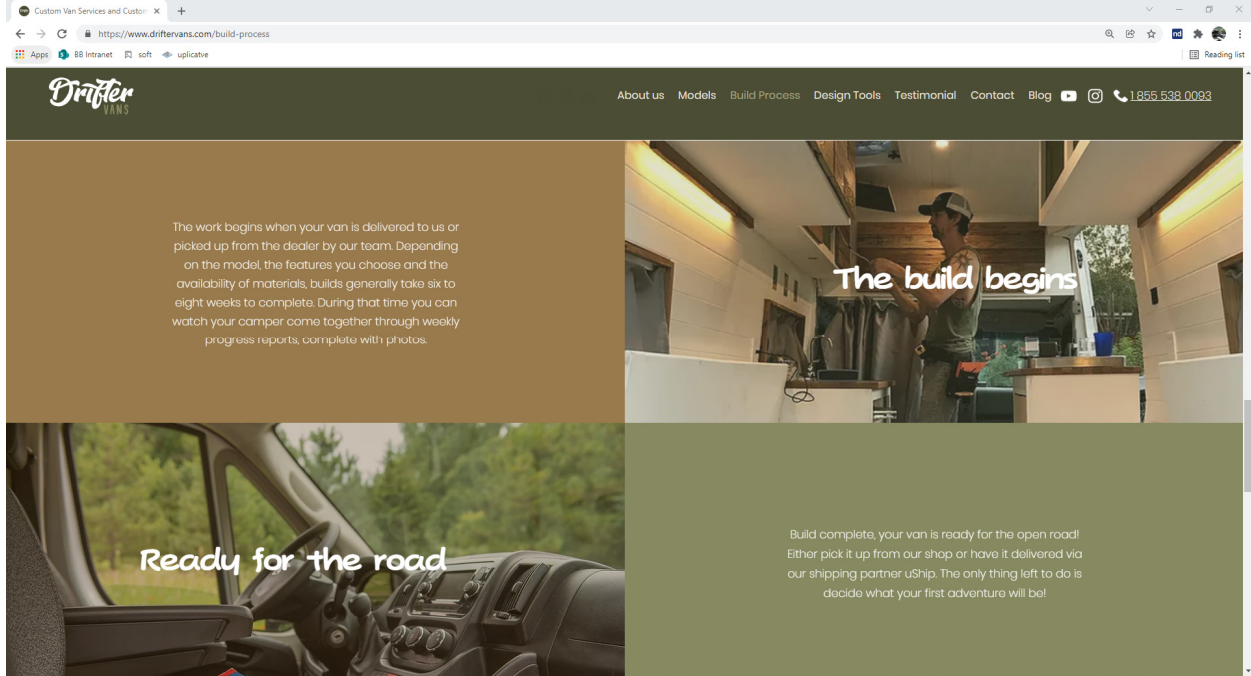 Custom Van Services and Custom
https://www.driftervans.com/build-process
Apps
BB Intranet
soft
uplicatve
Reading list
nd
Drifter
VANS
About us
Models
Build Process
Design Tools
Testimonial
Contact
Blog
1 855 538 0093
The work begins when your van is delivered to us or
picked up from the dealer by our team. Depending
on the model, the features you choose and the
availability of materials, builds generally take six to
eight weeks to complete. During that time you can
watch your camper come together through weekly
progress reports, complete with photos.
The build begins
Ready for the road
Build complete, your van is ready for the open road!
Either pick it up from our shop or have it delivered via
our shipping partner uShip. The only thing left to do is
decide what your first adventure will be!